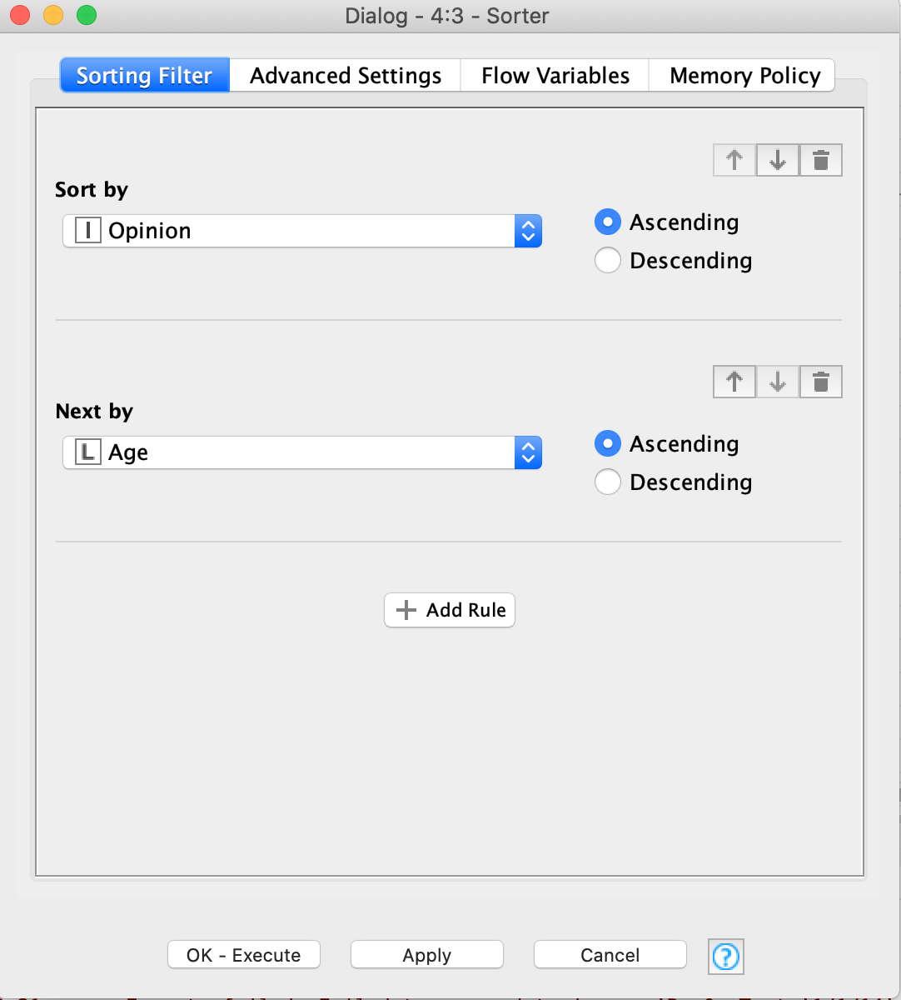 Dialog - 4:3 - Sorter
Sorting Filter Advanced Settings Flow Variables Memory Policy
Sort by
I Opinion
Ascending
Descending
Next by
L Age
Ascending
Descending
Add Rule
OK - Execute Apply Cancel ?